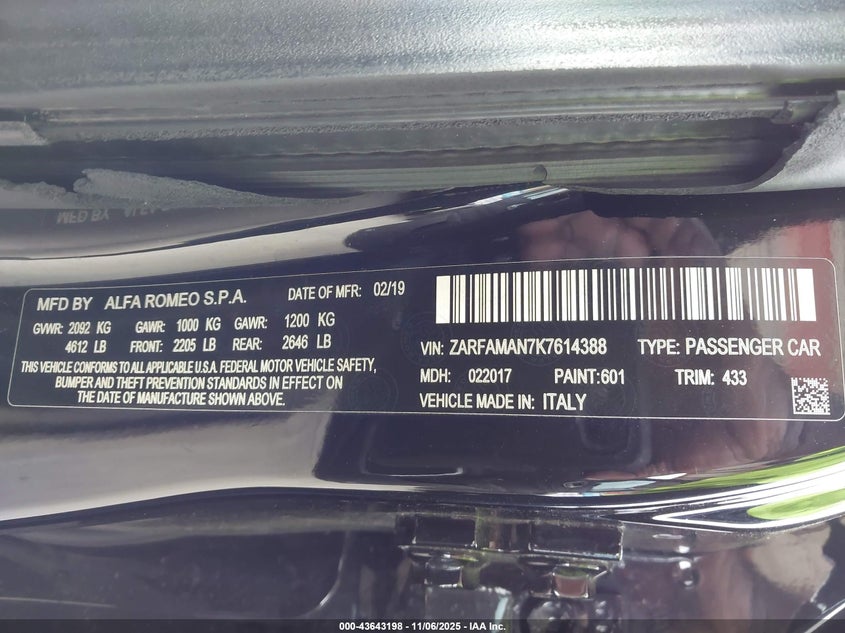 MFD BY ALFA ROMEO S.P.A. DATE OF MFR: 02/19
GVWR: 2092 KG GAWR: 1000 KG GAWR: 1200 KG
4612 LB FRONT: 2205 LB REAR: 2646 LB
THIS VEHICLE CONFORMS TO ALL APPLICABLE U.S.A. FEDERAL MOTOR VEHICLE SAFETY,
BUMPER AND THEFT PREVENTION STANDARDS IN EFFECT ON
THE DATE OF MANUFACTURE SHOWN ABOVE.
VIN: ZARFAMAN7K7614388 TYPE: PASSENGER CAR
MDH: 022017 PAINT:601 TRIM: 433
VEHICLE MADE IN: ITALY
000-43643198 - 11/06/2025 - IAA Inc.